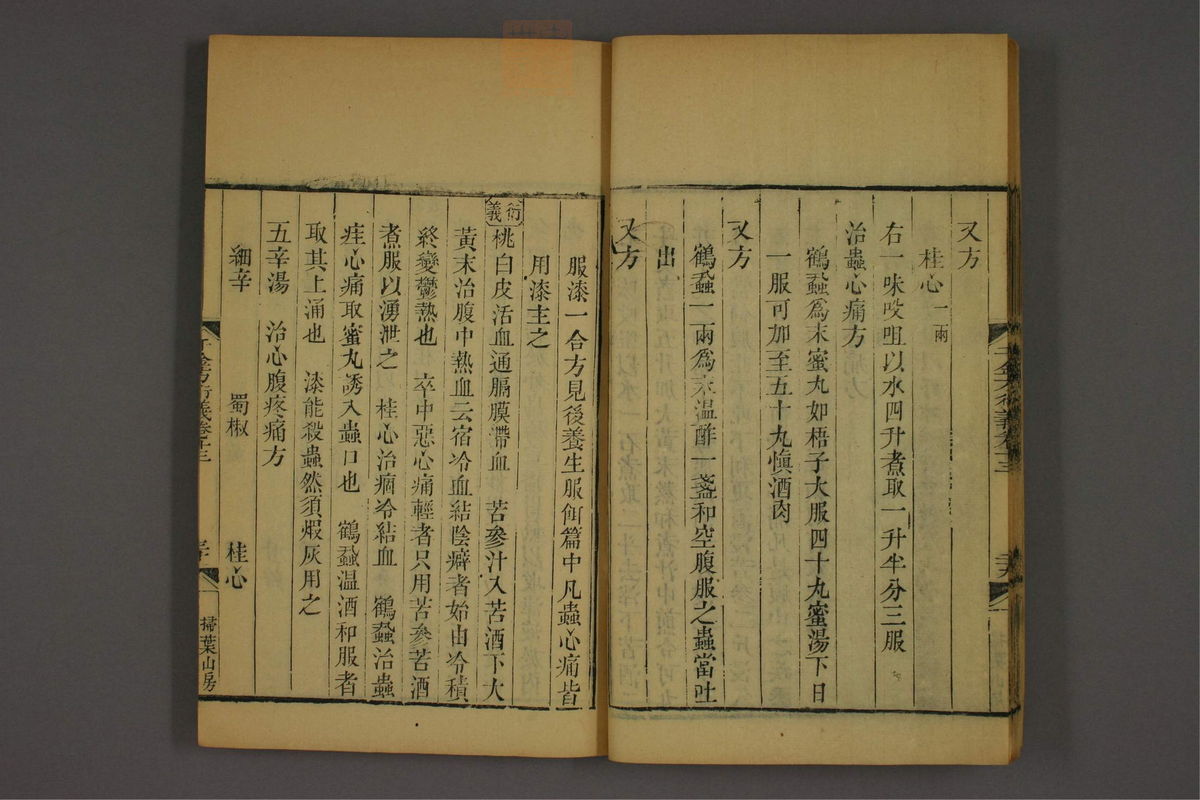 又方
桂心一兩
右一味㕮咀以水四升煮取一升半分三服
治蟲心痛方
鶴蝨爲末蜜丸如梧子大服四十丸蜜湯下日
一服可加至五十丸愼酒肉
又方
鶴蝨一兩爲末温酢一盞和空腹服之蟲當吐
出
又方
服漆一合方見後養生服餌篇中凡蟲心痛皆
用漆主之
衍義
桃白皮活血通膈膜滯血 苦參汁入苦酒下大
黃末治腹中熱血云宿冷血結陰癖者始由冷積
終變鬱熱也 卒中惡心痛輕者只用苦參苦酒
煮服以湧泄之 桂心治痼冷結血 鶴蝨治蟲
疰心痛取蜜丸誘入蟲口也 鶴蝨温酒和服者
取其上涌也 漆能殺蟲然須煆灰用之
五辛湯 治心腹疼痛方
細辛 蜀椒 桂心
千金方衍義卷十三
掃葉山房